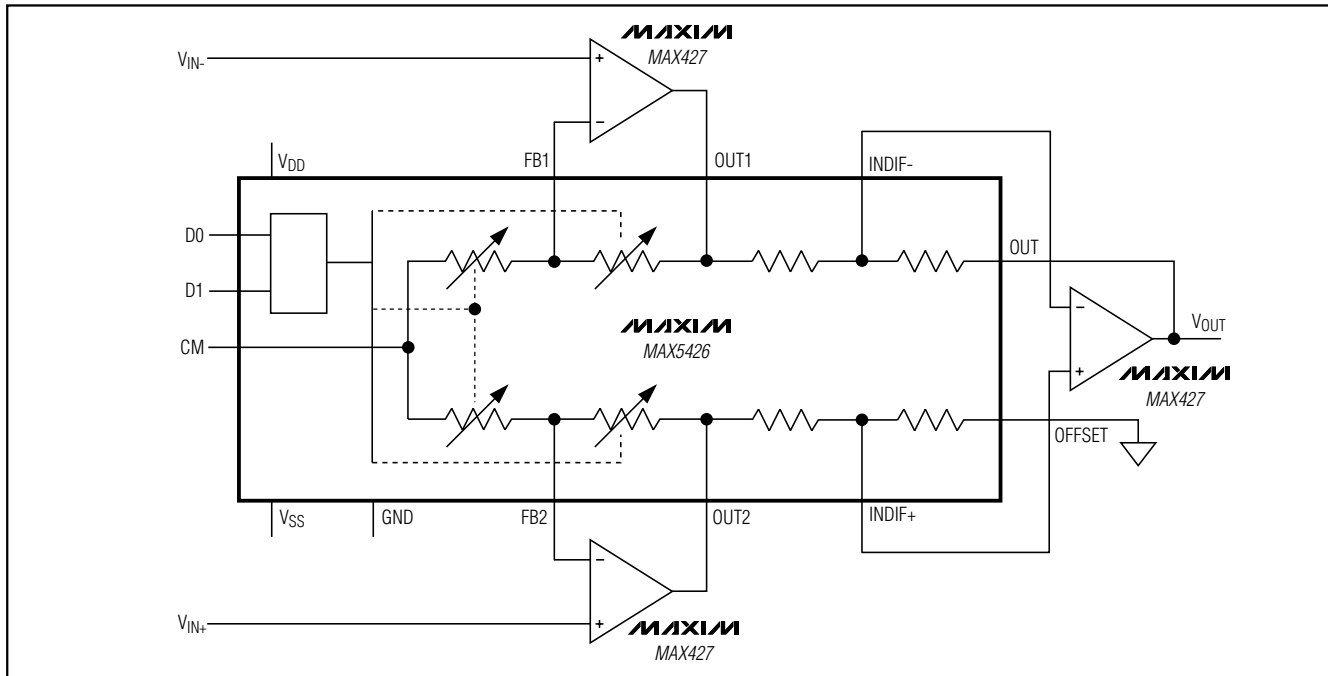 MAXIM
MAX427
VIN-
+
-
VDD
FB1
OUT1
INDIF-
D0
D1
OUT
CM
MAXIM
MAX5426
-
+
VOUT
MAXIM
MAX427
OFFSET
VSS
GND
FB2
OUT2
INDIF+
-
+
VIN+
MAXIM
MAX427